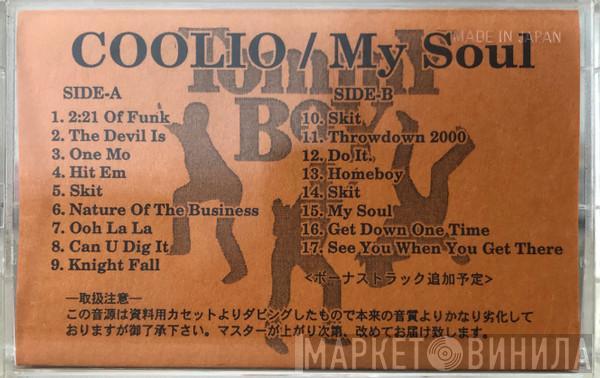 MADE IN JAPAN
COOLIO / My Soul
Tommy
Boy
SIDE-A
1. 2:21 Of Funk
2. The Devil Is
3. One Mo
4. Hit Em
5. Skit
6. Nature Of The Business
7. Ooh La La
8. Can U Dig It
9. Knight Fall
SIDE-B
10. Skit
11. Throwdown 2000
12. Do It
13. Homeboy
14. Skit
15. My Soul
16. Get Down One Time
17. See You When You Get There
<ボーナストラック追加予定>
―取扱注意―
この音源は資料用カセットよりダビングしたもので本来の音質よりかなり劣化して
おりますが御了承下さい。マスターが上がり次第、改めてお届け致します。
МАРКЕТ ВИНИЛА